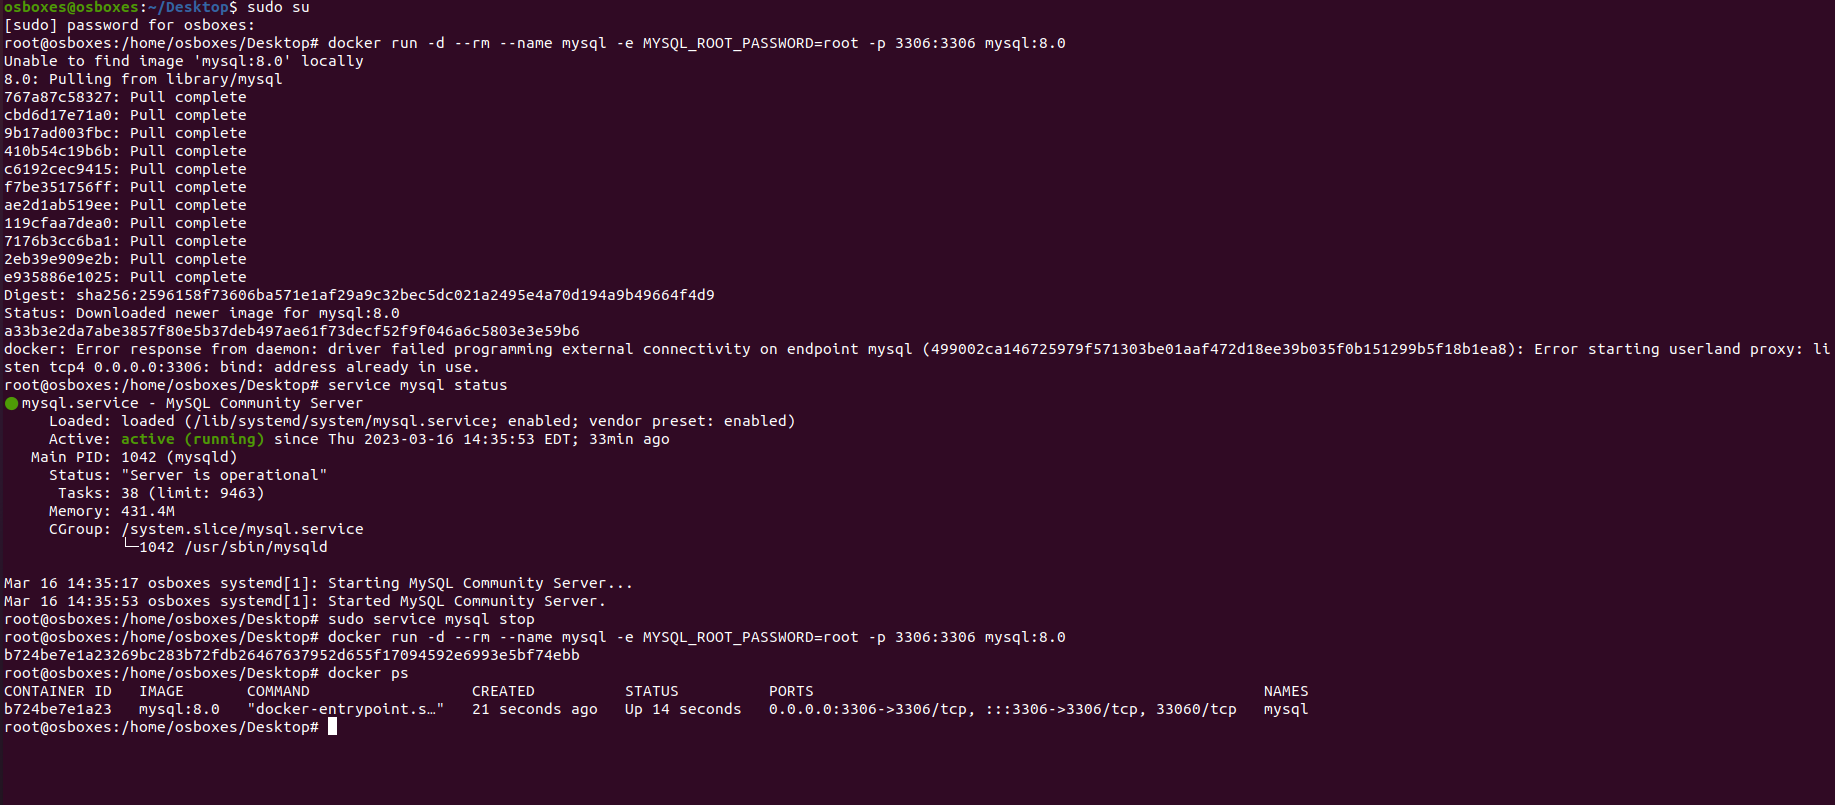 osboxes@osboxes:~/Desktop$ sudo su
[sudo] password for osboxes:
root@osboxes:/home/osboxes/Desktop# docker run -d --rm --name mysql -e MYSQL_ROOT_PASSWORD=root -p 3306:3306 mysql:8.0
Unable to find image 'mysql:8.0' locally
8.0: Pulling from library/mysql
767a87c58327: Pull complete
cbd6d17e71a0: Pull complete
9b17ad003fbc: Pull complete
410b54c19b6b: Pull complete
c6192cec9415: Pull complete
f7be351756ff: Pull complete
ae2d1ab519ee: Pull complete
119cfaa7dea0: Pull complete
7176b3cc6ba1: Pull complete
2eb39e909e2b: Pull complete
e935886e1025: Pull complete
Digest: sha256:2596158f73606ba571e1af29a9c32bec5dc021a2495e4a70d194a9b49664f4d9
Status: Downloaded newer image for mysql:8.0
a33b3e2da7abe3857f80e5b37deb497ae61f73decf52f9f046a6c5803e3e59b6
docker: Error response from daemon: driver failed programming external connectivity on endpoint mysql (499002ca146725979f571303be01aaf472d18ee39b035f0b151299b5f18b1ea8): Error starting userland proxy: li
sten tcp4 0.0.0.0:3306: bind: address already in use.
root@osboxes:/home/osboxes/Desktop# service mysql status
● mysql.service - MySQL Community Server
     Loaded: loaded (/lib/systemd/system/mysql.service; enabled; vendor preset: enabled)
     Active: active (running) since Thu 2023-03-16 14:35:53 EDT; 33min ago
   Main PID: 1042 (mysqld)
     Status: "Server is operational"
      Tasks: 38 (limit: 9463)
     Memory: 431.4M
     CGroup: /system.slice/mysql.service
             └─1042 /usr/sbin/mysqld
Mar 16 14:35:17 osboxes systemd[1]: Starting MySQL Community Server...
Mar 16 14:35:53 osboxes systemd[1]: Started MySQL Community Server.
root@osboxes:/home/osboxes/Desktop# sudo service mysql stop
root@osboxes:/home/osboxes/Desktop# docker run -d --rm --name mysql -e MYSQL_ROOT_PASSWORD=root -p 3306:3306 mysql:8.0
b724be7e1a23269bc283b72fdb26467637952d655f17094592e6993e5bf74ebb
root@osboxes:/home/osboxes/Desktop# docker ps
CONTAINER ID   IMAGE       COMMAND                  CREATED          STATUS          PORTS                                                  NAMES
b724be7e1a23   mysql:8.0   "docker-entrypoint.s…"   21 seconds ago   Up 14 seconds   0.0.0.0:3306->3306/tcp, :::3306->3306/tcp, 33060/tcp   mysql
root@osboxes:/home/osboxes/Desktop#